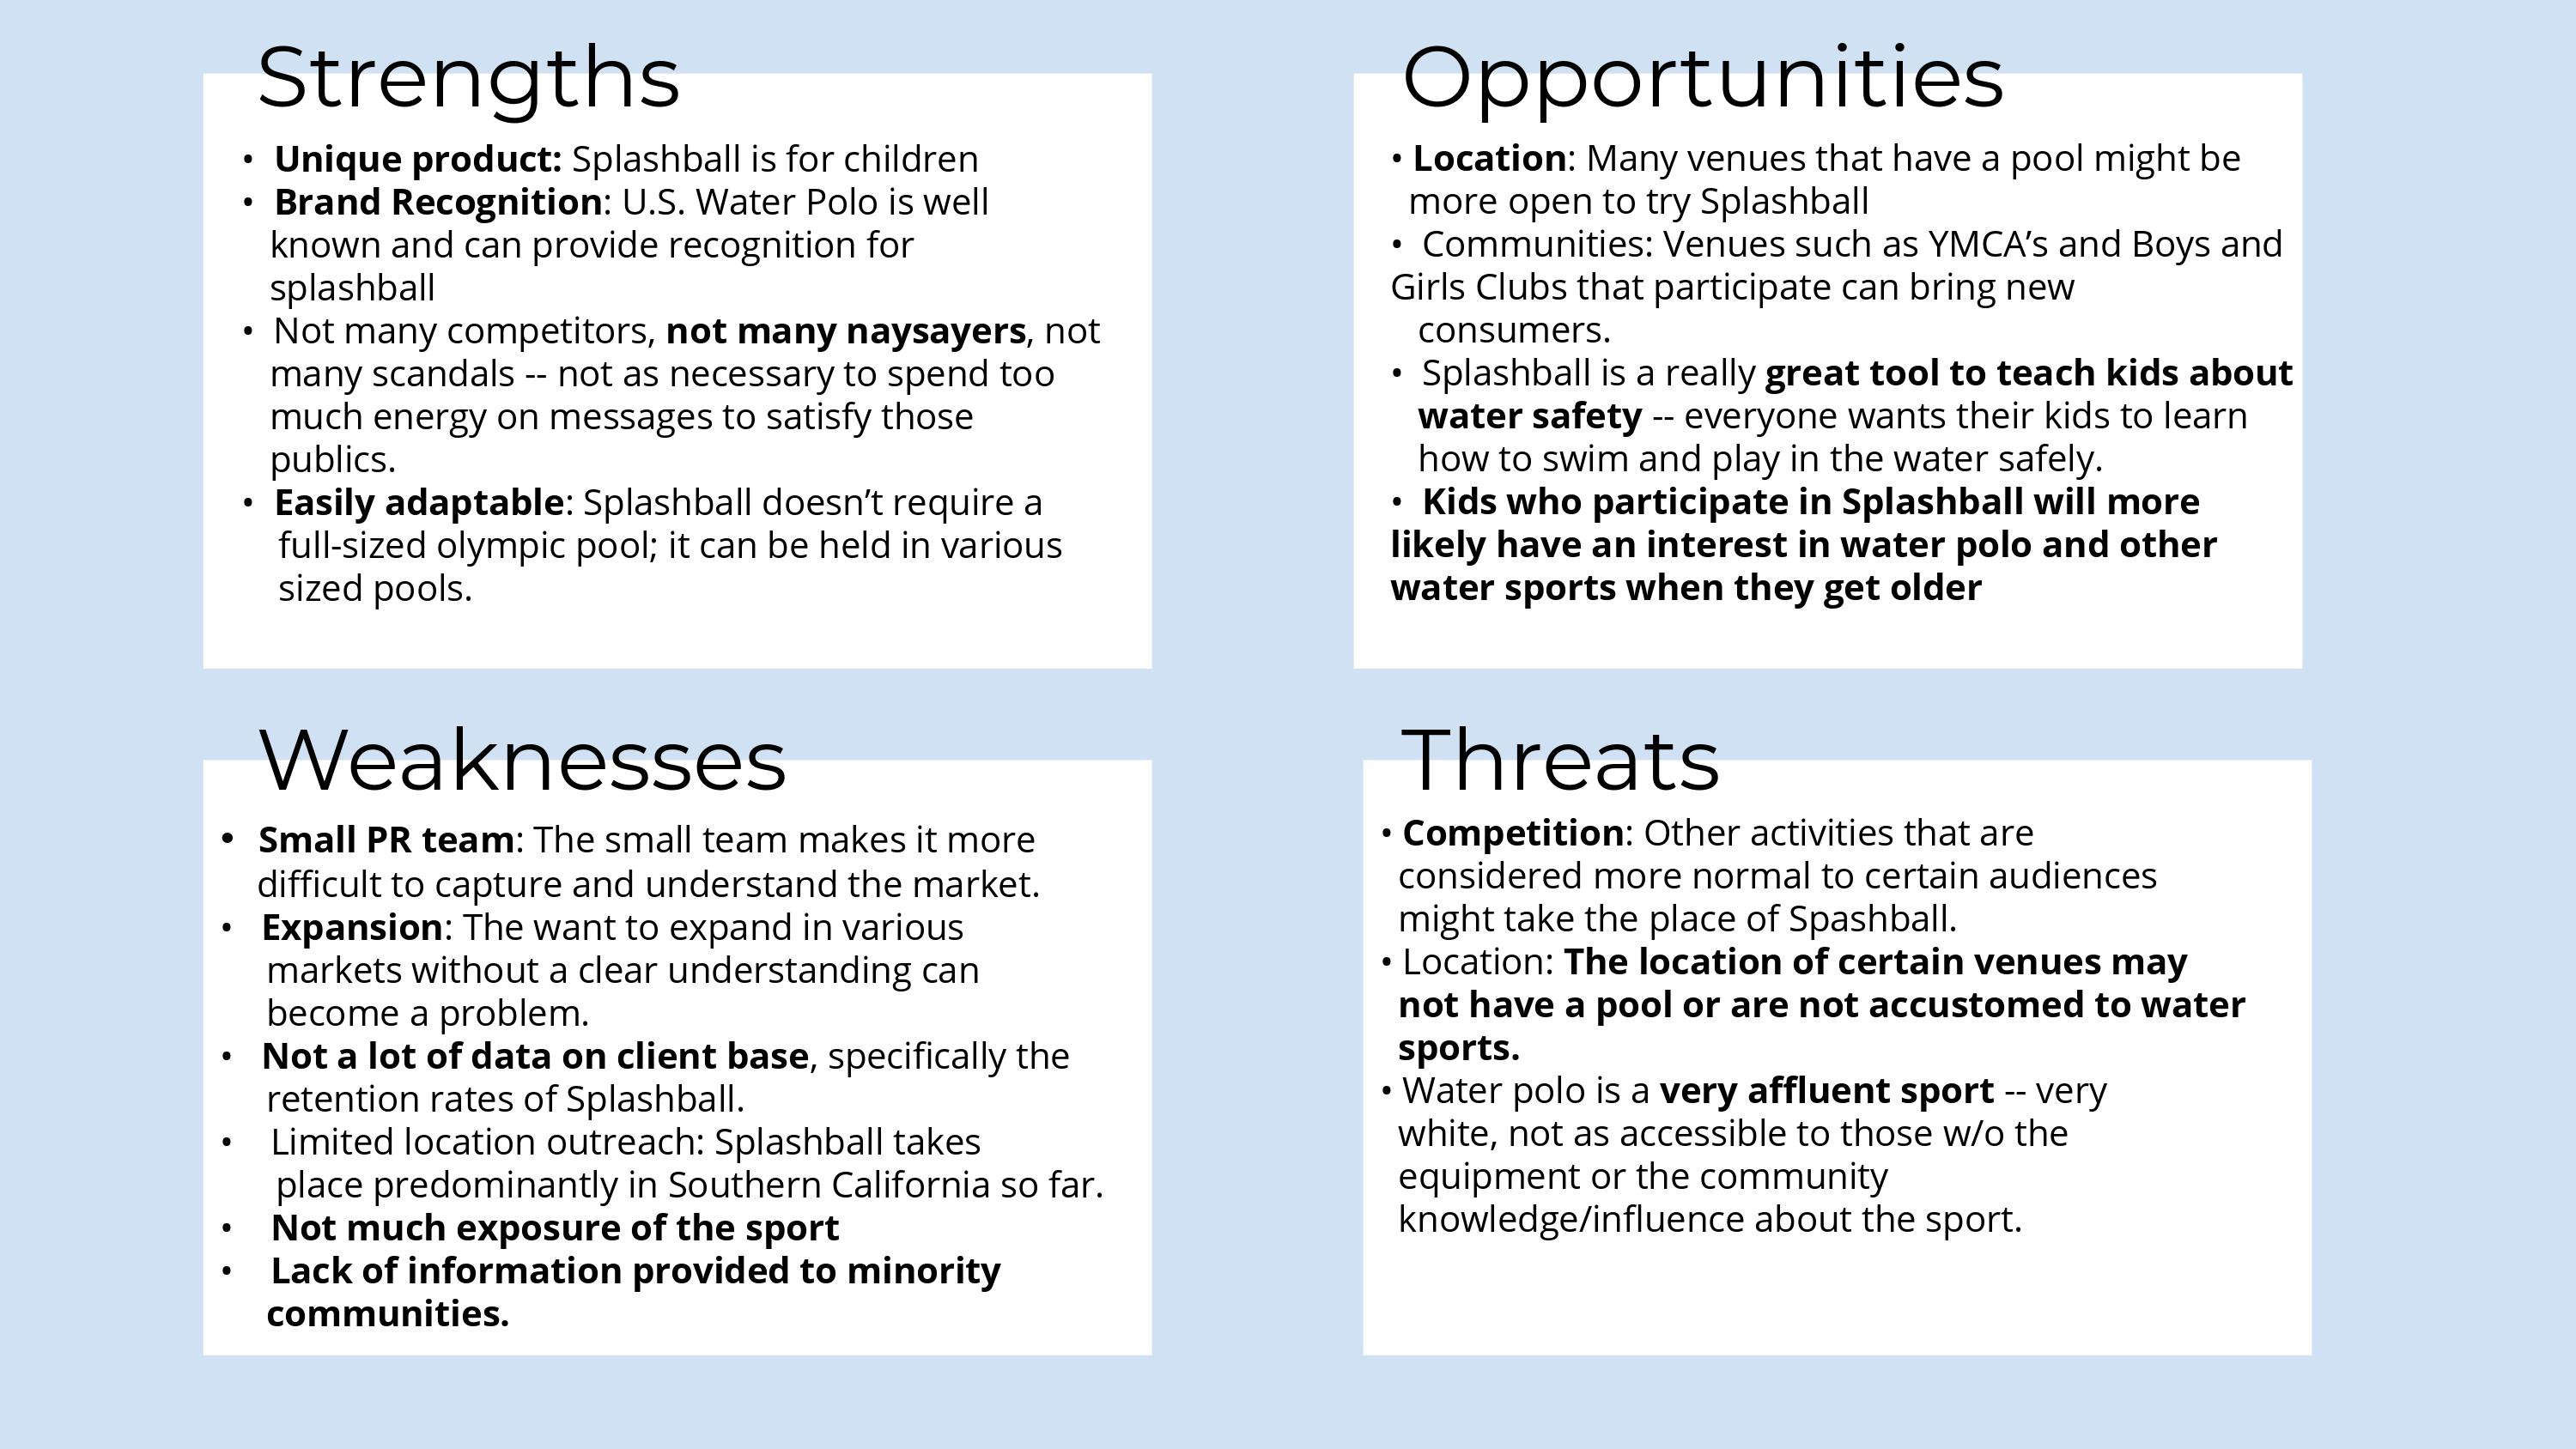 Strengths
• Unique product: Splashball is for children
• Brand Recognition: U.S. Water Polo is well
known and can provide recognition for
splashball
• Not many competitors, not many naysayers, not
many scandals -- not as necessary to spend too
much energy on messages to satisfy those
publics.
• Easily adaptable: Splashball doesn’t require a
full-sized olympic pool; it can be held in various
sized pools.
Opportunities
• Location: Many venues that have a pool might be
more open to try Splashball
• Communities: Venues such as YMCA’s and Boys and
Girls Clubs that participate can bring new
consumers.
• Splashball is a really great tool to teach kids about
water safety -- everyone wants their kids to learn
how to swim and play in the water safely.
• Kids who participate in Splashball will more
likely have an interest in water polo and other
water sports when they get older
Weaknesses
• Small PR team: The small team makes it more
difficult to capture and understand the market.
• Expansion: The want to expand in various
markets without a clear understanding can
become a problem.
• Not a lot of data on client base, specifically the
retention rates of Splashball.
• Limited location outreach: Splashball takes
place predominantly in Southern California so far.
• Not much exposure of the sport
• Lack of information provided to minority
communities.
Threats
• Competition: Other activities that are
considered more normal to certain audiences
might take the place of Spashball.
• Location: The location of certain venues may
not have a pool or are not accustomed to water
sports.
• Water polo is a very affluent sport -- very
white, not as accessible to those w/o the
equipment or the community
knowledge/influence about the sport.